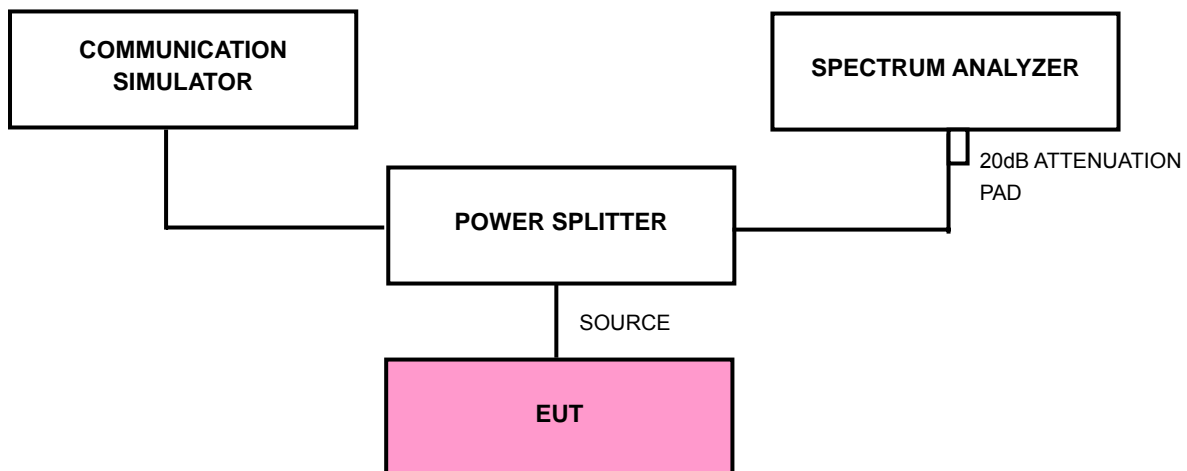 COMMUNICATION
SIMULATOR
SPECTRUM ANALYZER
20dB ATTENUATION
PAD
POWER SPLITTER
SOURCE
EUT